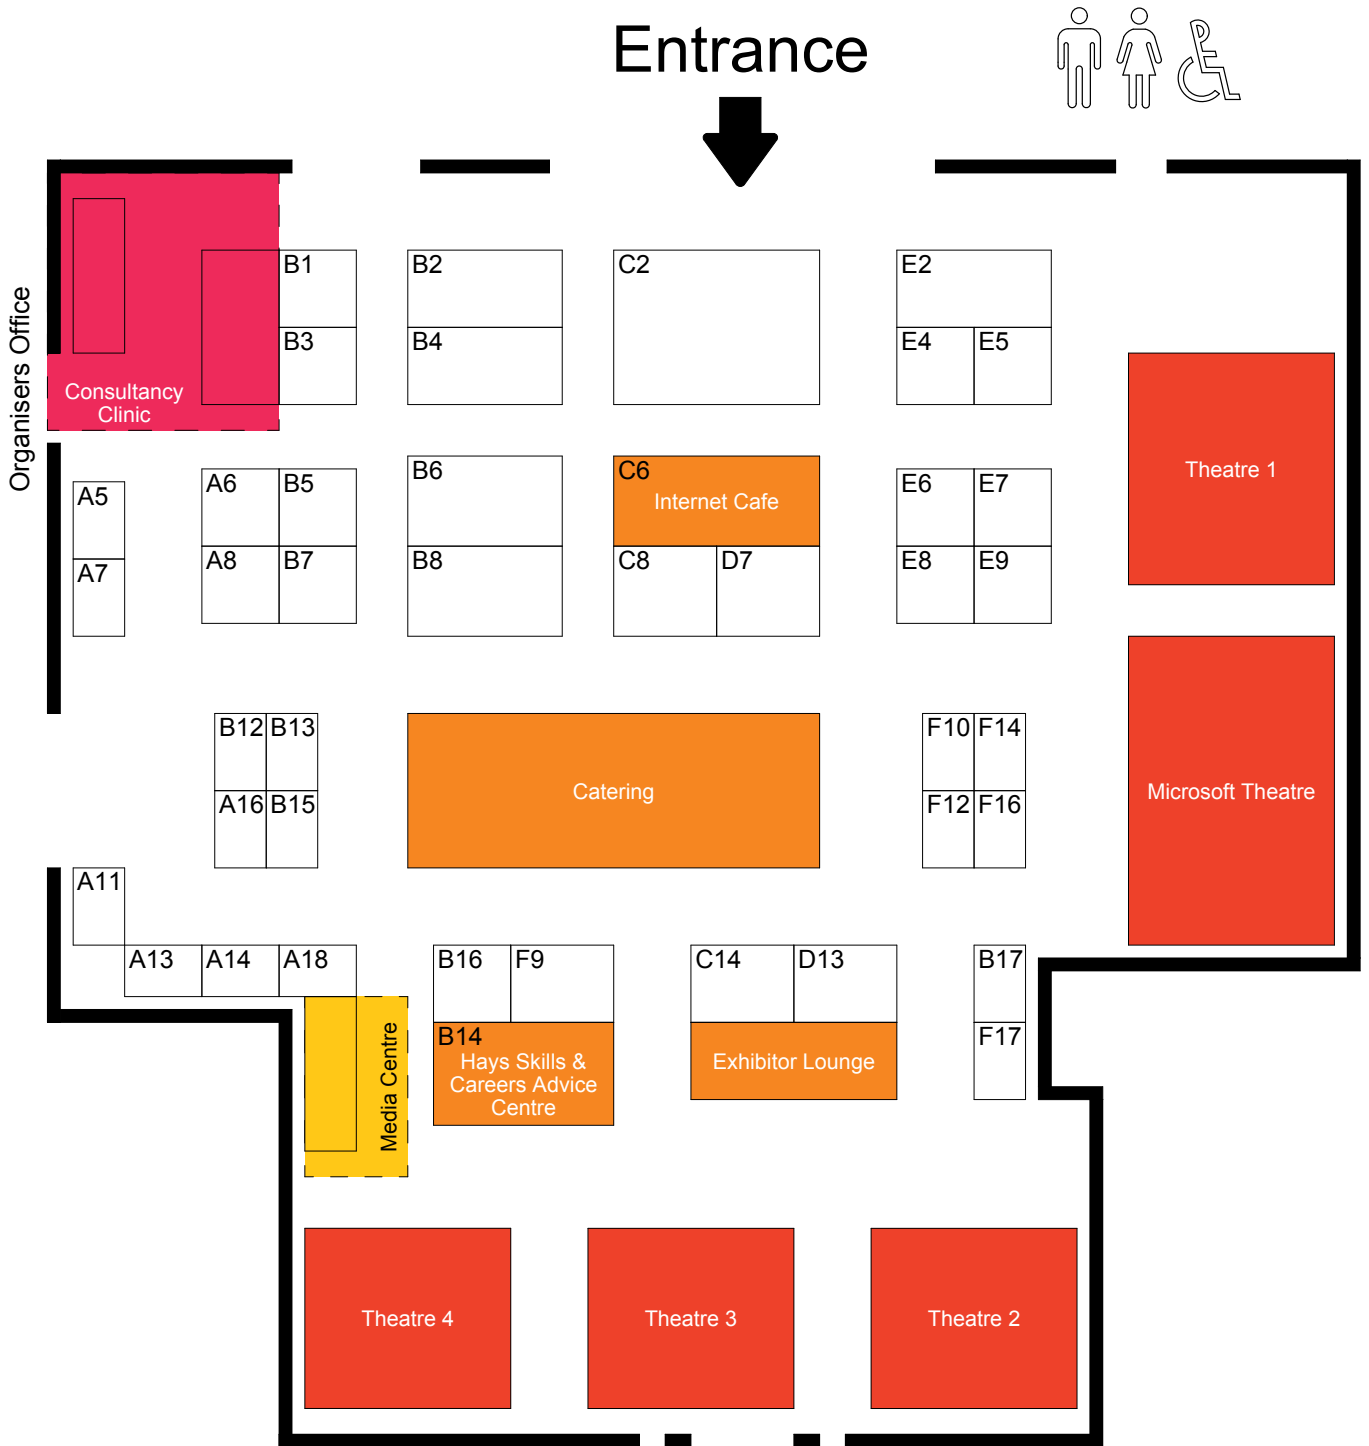 Entrance
Organisers Office
B1
B2
C2
E2
B3
B4
E4
E5
Consultancy
Clinic
A5
A6
B5
B6
C6
Internet Cafe
E6
E7
Theatre 1
A7
A8
B7
B8
C8
D7
E8
E9
B12
B13
Catering
F10
F14
Microsoft Theatre
A16
B15
F12
F16
A11
A13
A14
A18
B16
F9
C14
D13
B17
Media Centre
B14
Hays Skills &
Careers Advice
Centre
Exhibitor Lounge
F17
Theatre 4
Theatre 3
Theatre 2